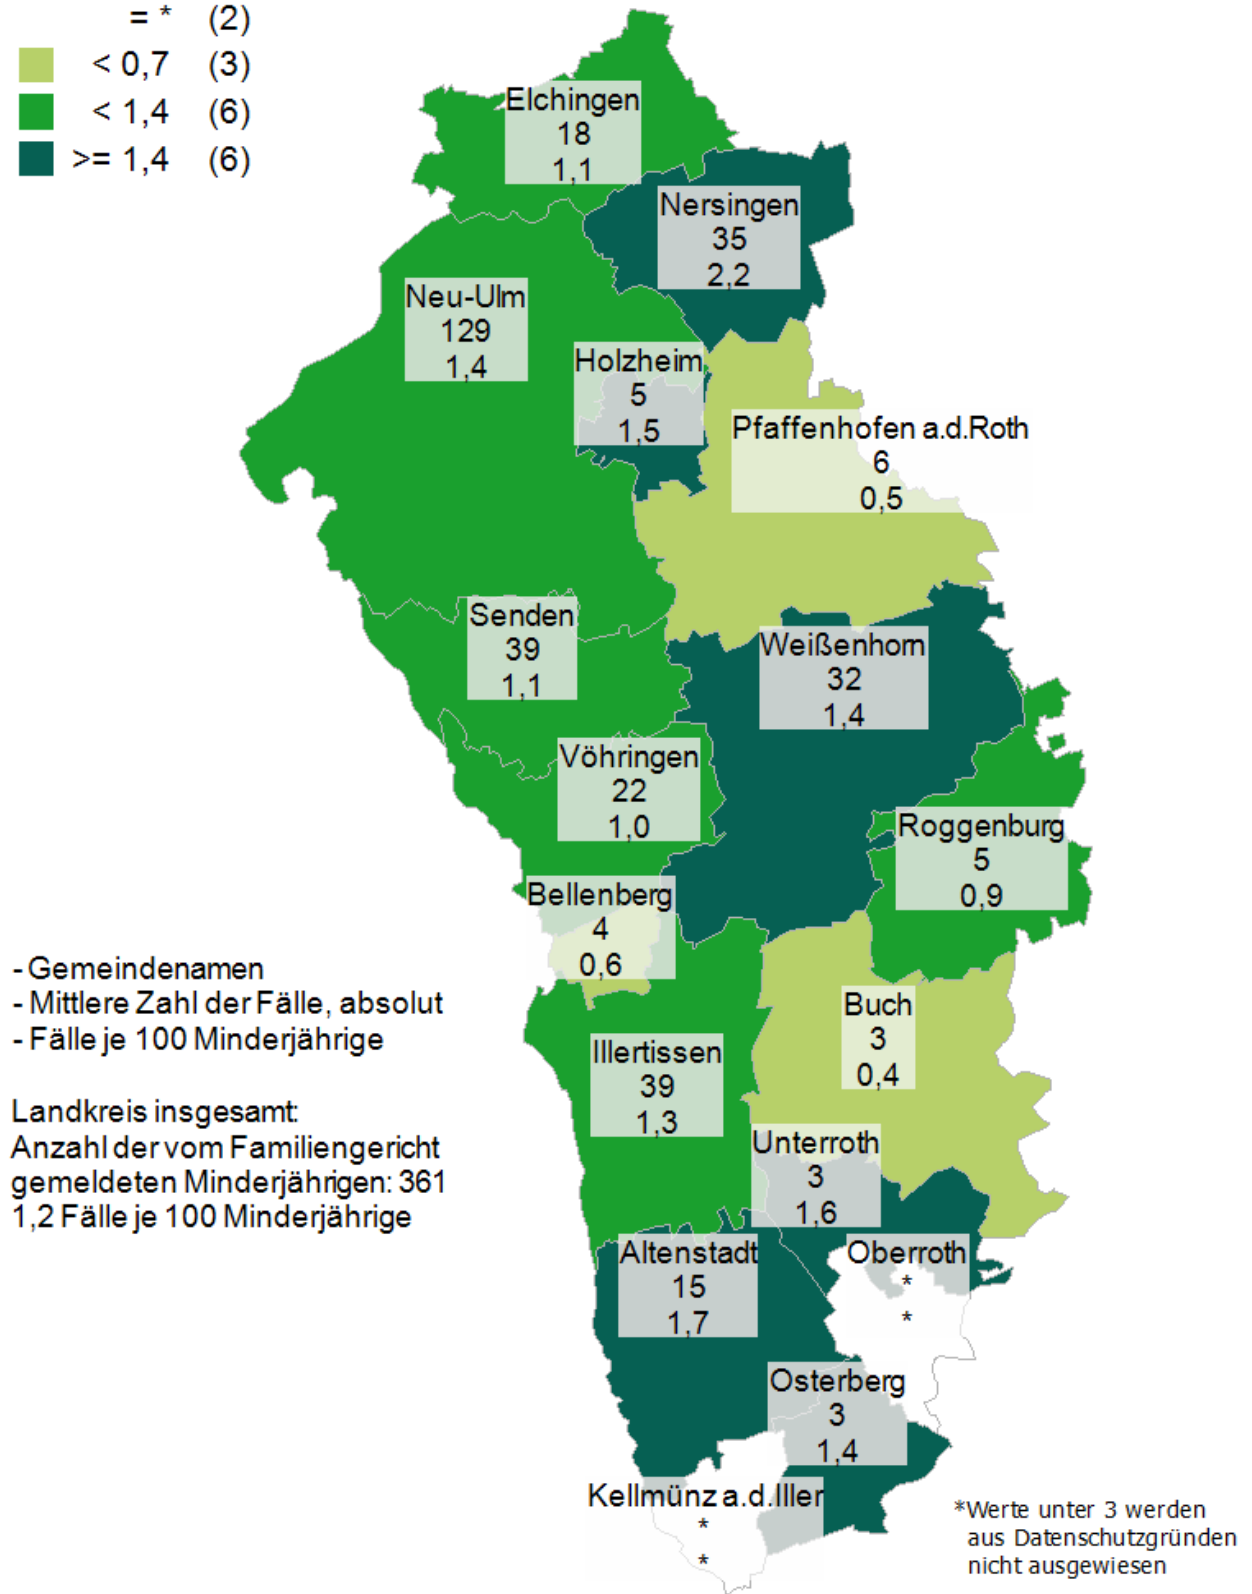 = * (2)
< 0,7 (3)
< 1,4 (6)
>= 1,4 (6)
Elchingen
18
1,1
Nersingen
35
2,2
Neu-Ulm
129
1,4
Holzheim
5
1,5
Pfaffenhofen a.d.Roth
6
0,5
Senden
39
1,1
Weißenhorn
32
1,4
Vöhringen
22
1,0
Roggenburg
5
0,9
Bellenberg
4
0,6
- Gemeindenamen
- Mittlere Zahl der Fälle, absolut
- Fälle je 100 Minderjährige
Buch
3
0,4
Illertissen
39
1,3
Landkreis insgesamt:
Anzahl der vom Familiengericht
gemeldeten Minderjährigen: 361
1,2 Fälle je 100 Minderjährige
Unterroth
3
1,6
Altenstadt
15
1,7
Oberroth
*
*
Osterberg
3
1,4
Kellmünz a.d.Iller
*
*
*Werte unter 3 werden
aus Datenschutzgründen
nicht ausgewiesen